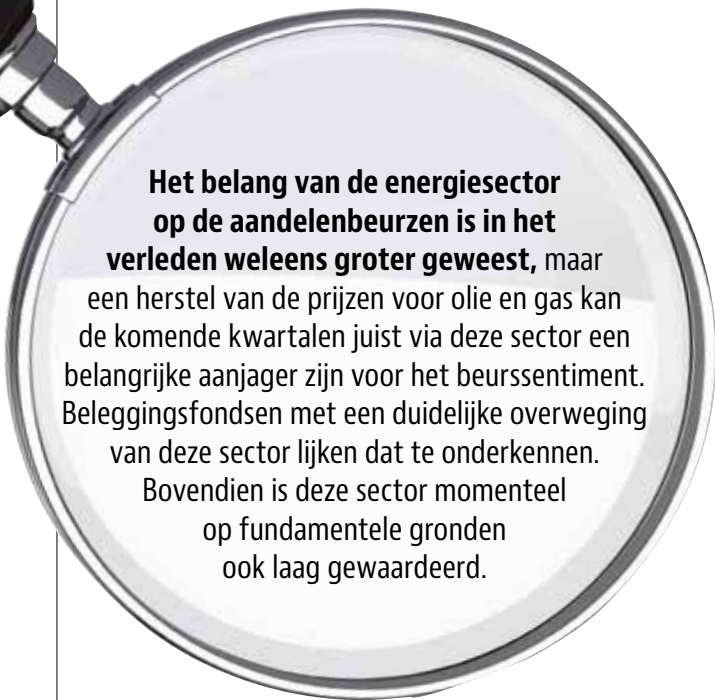 Het belang van de energiesector
op de aandelenbeurzen is in het
verleden weleens groter geweest, maar
een herstel van de prijzen voor olie en gas kan
de komende kwartalen juist via deze sector een
belangrijke aanjager zijn voor het beurssentiment.
Beleggingsfondsen met een duidelijke overweging
van deze sector lijken dat te onderkennen.
Bovendien is deze sector momenteel
op fundamentele gronden
ook laag gewaardeerd.